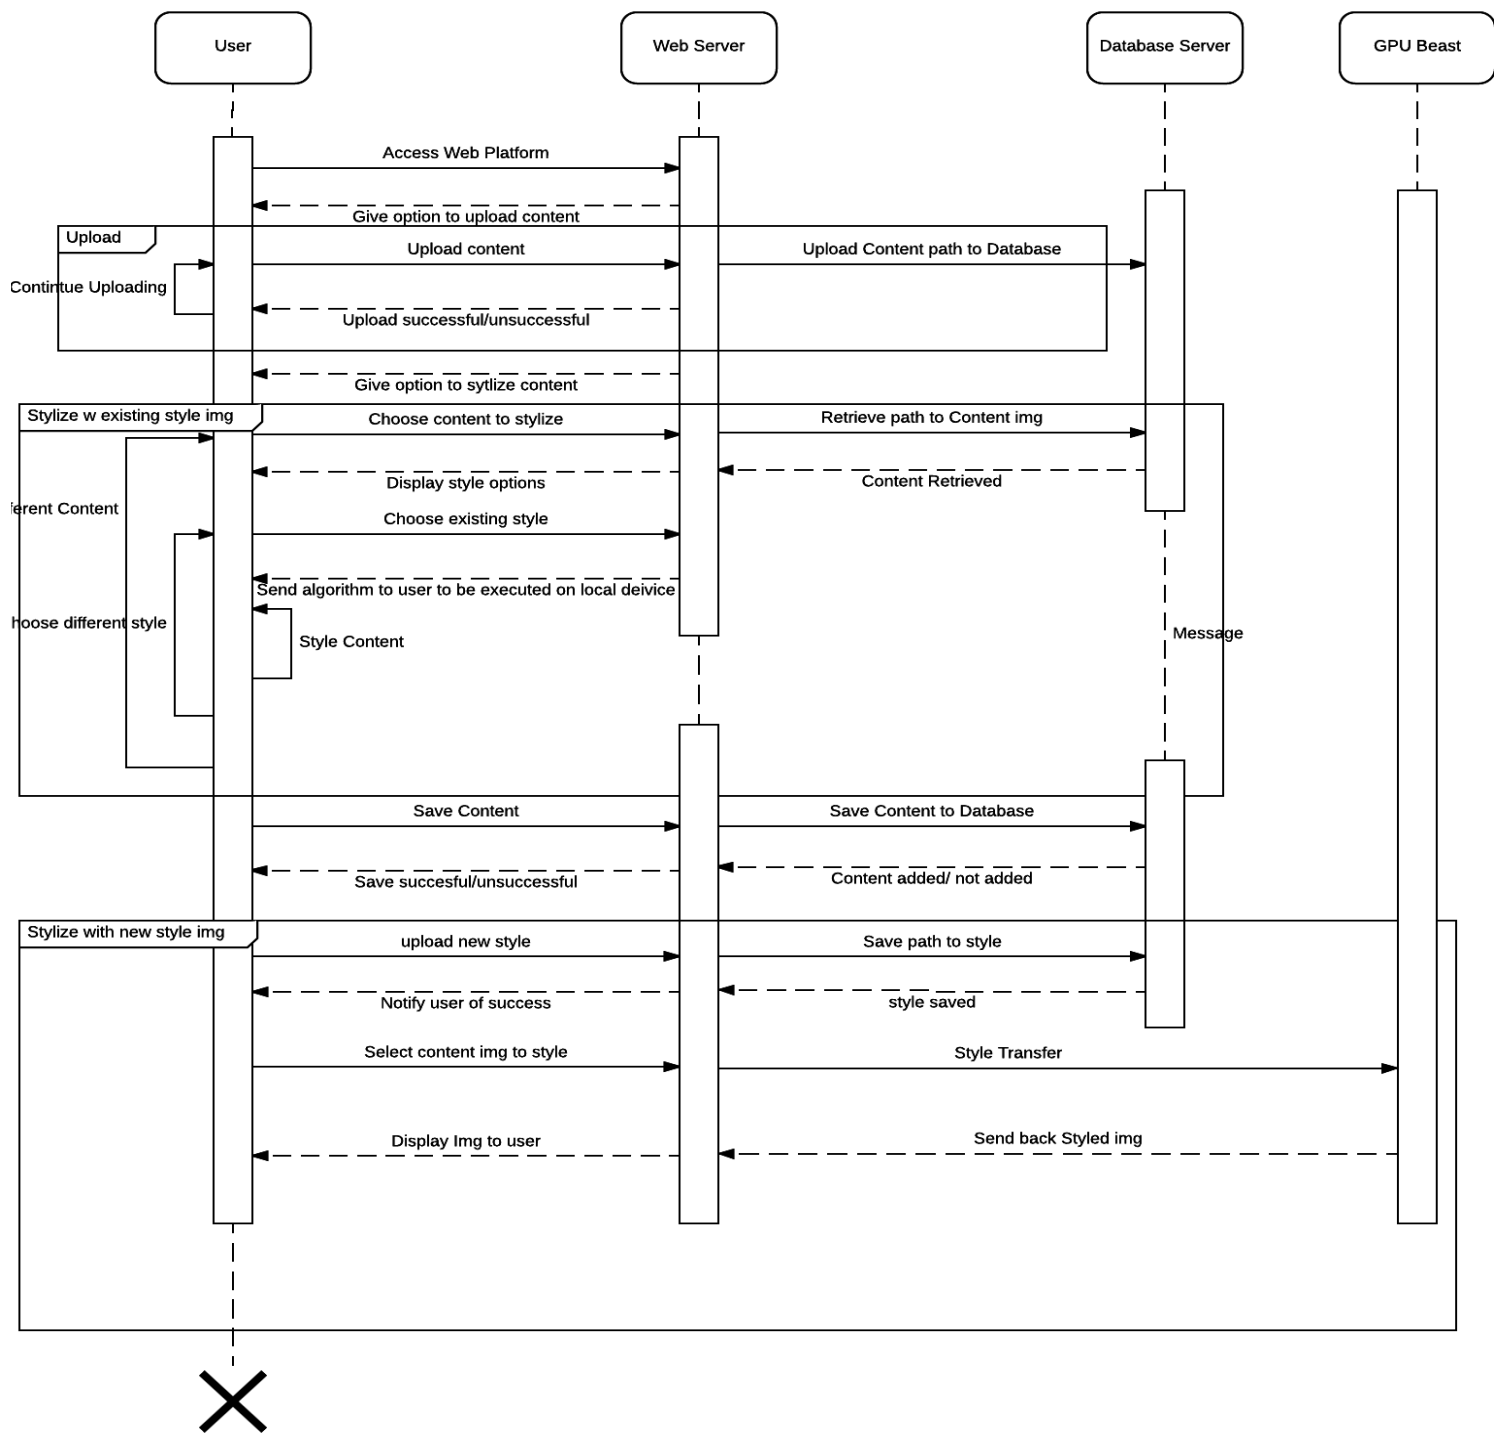 User
Web Server
Database Server
GPU Beast
Access Web Platform
Give option to upload content
Upload
Upload content
Upload Content path to Database
Contintue Uploading
Upload successful/unsuccessful
Give option to sytlize content
Stylize w existing style img
Choose content to stylize
Retrieve path to Content img
Display style options
Content Retrieved
ferent Content
Choose existing style
Send algorithm to user to be executed on local deivice
hoose different style
Style Content
Message
Save Content
Save Content to Database
Save succesful/unsuccessful
Content added/ not added
Stylize with new style img
upload new style
Save path to style
Notify user of success
style saved
Select content img to style
Style Transfer
Display Img to user
Send back Styled img